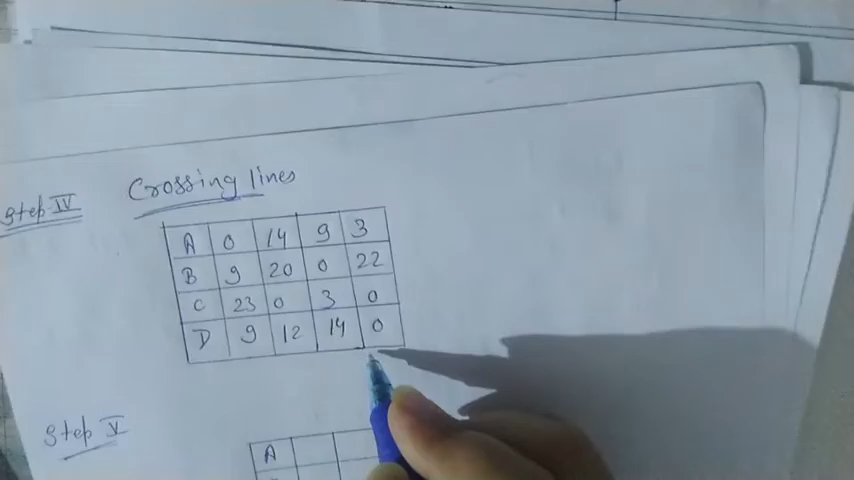 Step IV Crossing lines
A 0 14 9 3
B 9 20 0 22
C 23 0 3 0
D 9 12 14 0
Step V
A